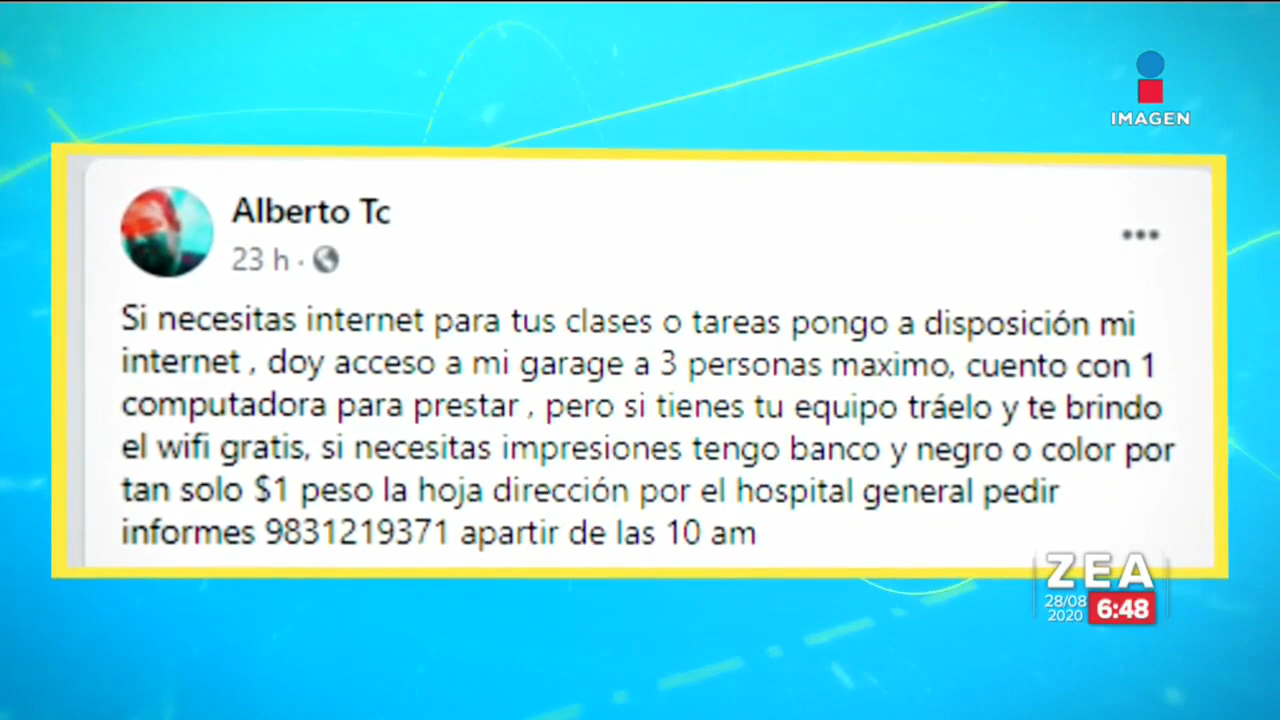 IMAGEN
Alberto Tc
23 h ·
Si necesitas internet para tus clases o tareas pongo a disposición mi
internet , doy acceso a mi garage a 3 personas maximo, cuento con 1
computadora para prestar , pero si tienes tu equipo tráelo y te brindo
el wifi gratis, si necesitas impresiones tengo banco y negro o color por
tan solo $1 peso la hoja dirección por el hospital general pedir
informes 9831219371 apartir de las 10 am
ZEA
28/08
2020
6:48